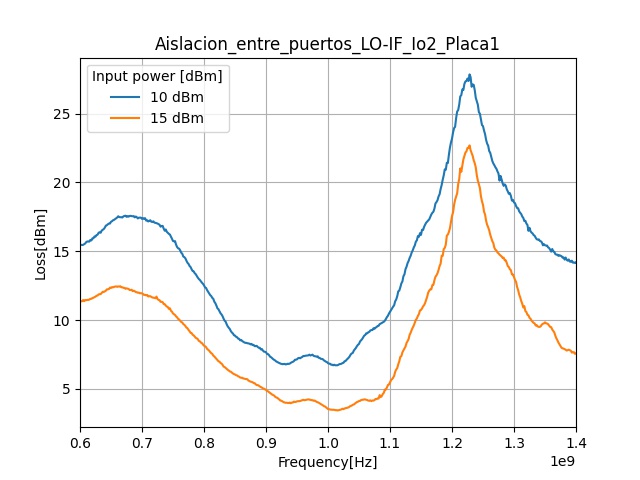 Aislacion_entre_puertos_LO-IF_lo2_Placa1
Input power [dBm]
10 dBm
15 dBm
Loss[dBm]
25
20
15
10
5
0.6 0.7 0.8 0.9 1.0 1.1 1.2 1.3 1.4
1e9
Frequency[Hz]